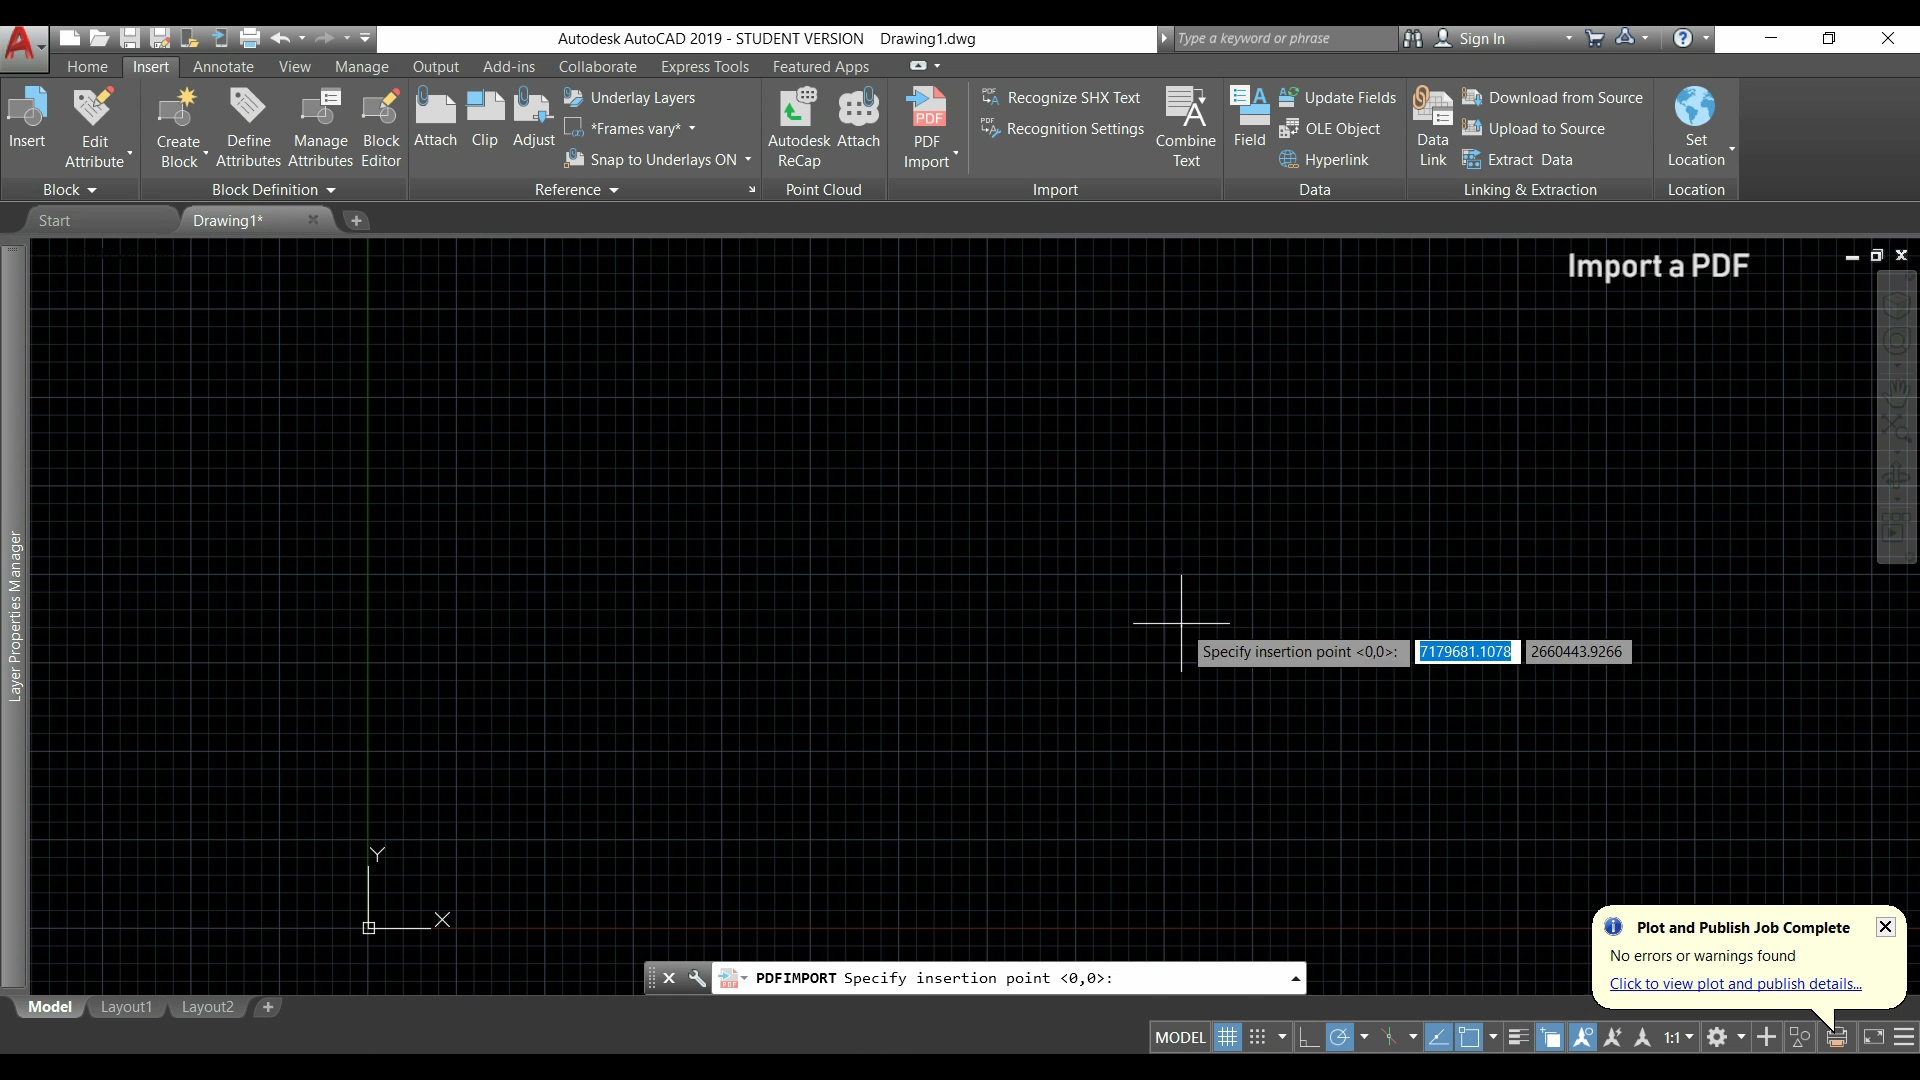 Autodesk AutoCAD 2019 - STUDENT VERSION Drawing1.dwg
Type a keyword or phrase
Sign In
Home Insert Annotate View Manage Output Add-ins Collaborate Express Tools Featured Apps
Insert
Edit
Attribute
Block
Create
Block
Define
Attributes
Manage
Attributes
Block
Editor
Block Definition
Attach
Clip
Adjust
Underlay Layers
*Frames vary*
Snap to Underlays ON
Reference
Autodesk
ReCap
Attach
Point Cloud
PDF
PDF
Import
PDF
Recognize SHX Text
PDF
Recognition Settings
Combine
Text
Import
Field
Update Fields
OLE Object
Hyperlink
Data
Data
Link
Download from Source
Upload to Source
Extract Data
Linking & Extraction
Set
Location
Location
Start
Drawing1*
Import a PDF
Layer Properties Manager
Specify insertion point <0,0>: 7179681.1078 2660443.9266
Y
X
PDFIMPORT Specify insertion point <0,0>:
Plot and Publish Job Complete
No errors or warnings found
Click to view plot and publish details...
Model Layout1 Layout2
MODEL
1:1